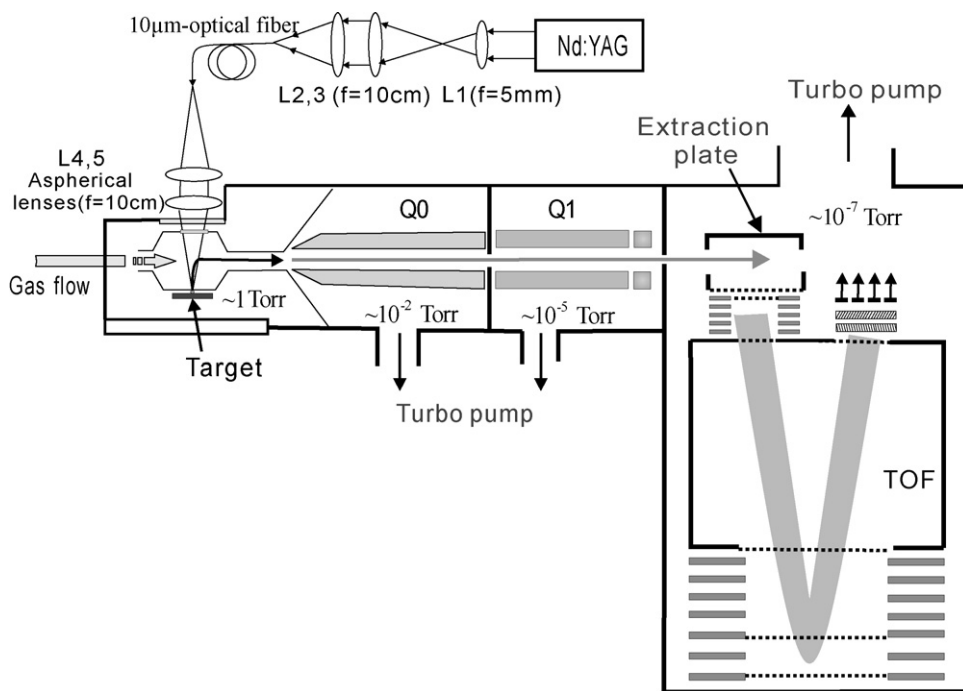 10μm-optical fiber
Nd:YAG
L2,3 (f=10cm)
L1(f=5mm)
Turbo pump
Extraction
plate
L4,5
Aspherical
lenses(f=10cm)
Q0
Q1
~10⁻⁷ Torr
Gas flow
~1 Torr
~10⁻² Torr
~10⁻⁵ Torr
Target
Turbo pump
TOF